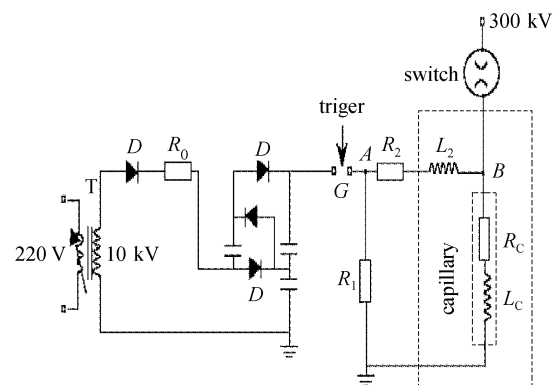 300 kV
switch
triger
D
R0
D
G
A
R2
L2
B
T
220 V
10 kV
D
R1
capillary
RC
LC